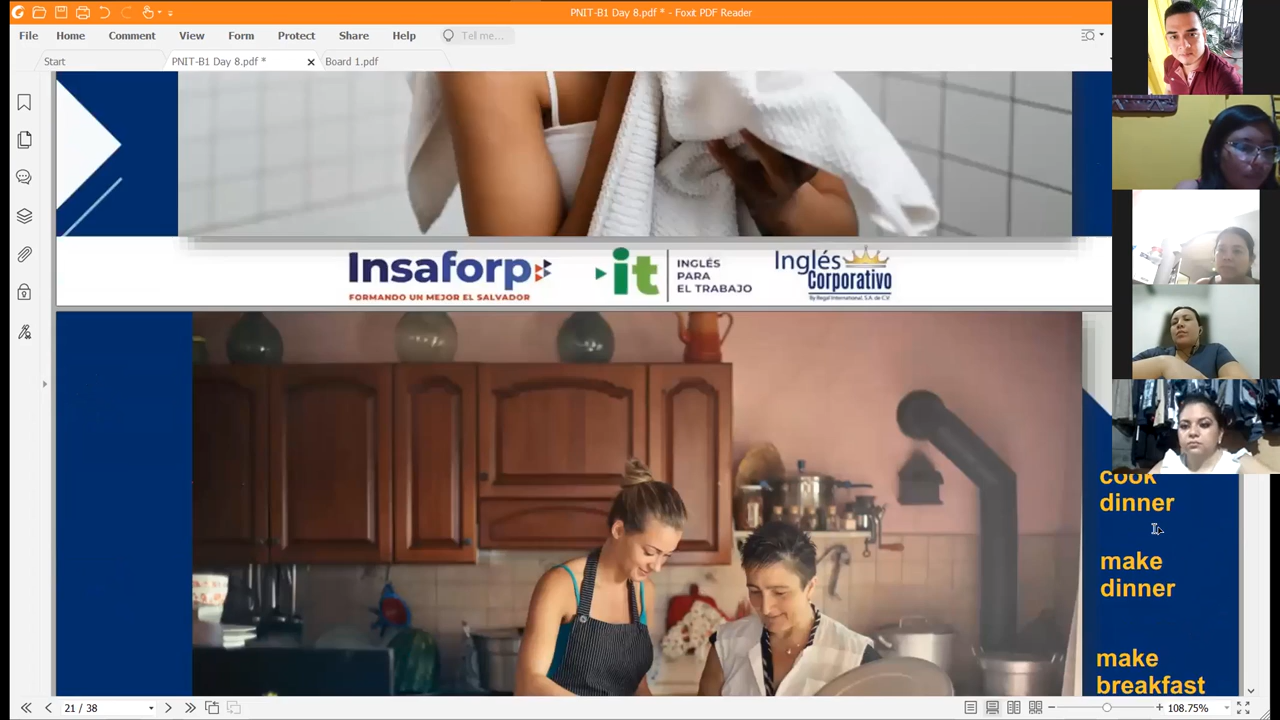 PNIT-B1 Day 8.pdf * - Foxit PDF Reader
File Home Comment View Form Protect Share Help Tell me...
Start PNIT-B1 Day 8.pdf * Board 1.pdf
Insaforp
FORMANDO UN MEJOR EL SALVADOR
it
INGLÉS
PARA
EL TRABAJO
Inglés
Corporativo
cook
dinner
make
dinner
make
breakfast
21 / 38
108.75%